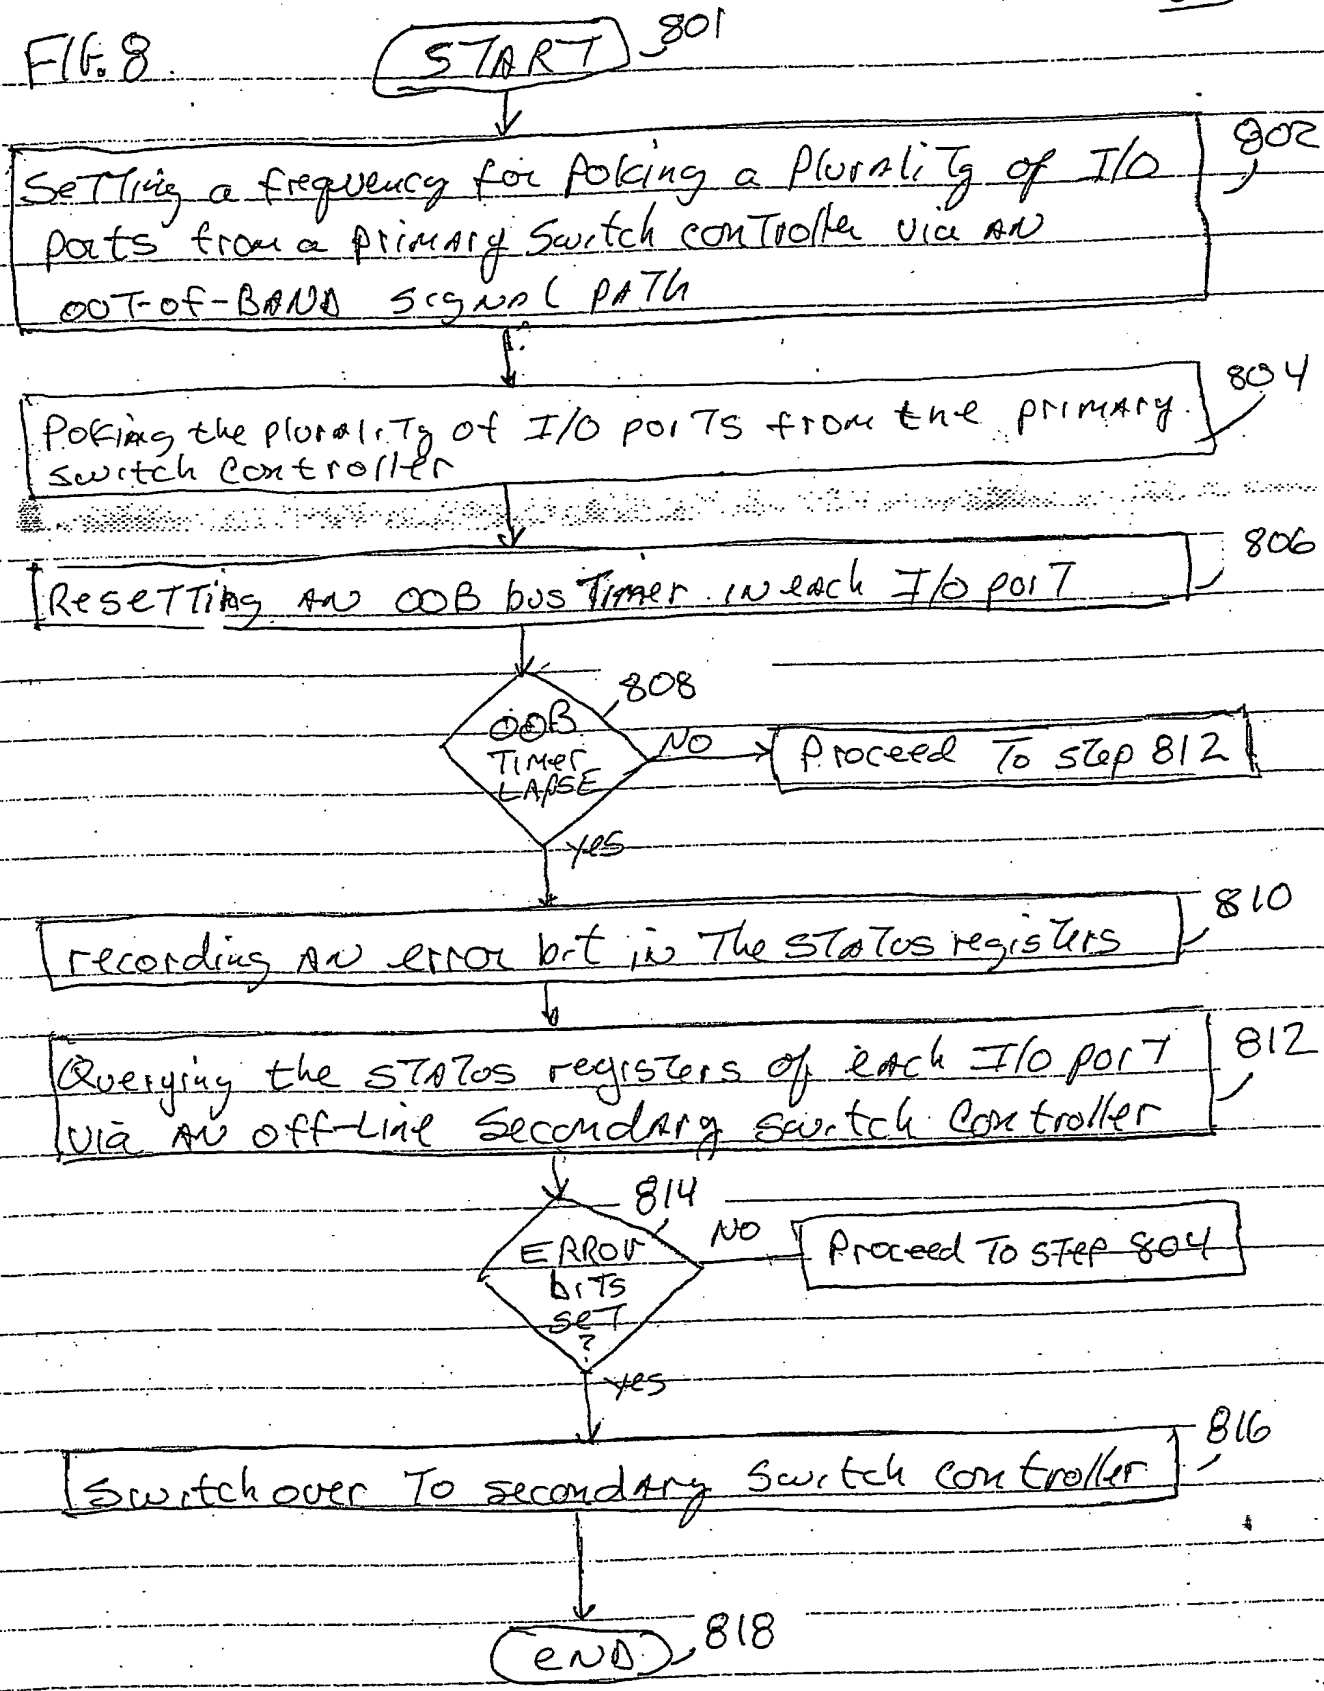 FIG. 8.
START
801
802
Setting a frequency for Poking a Plurality of I/O
ports from a primary Switch controller via AN
OUT-of-BAND signal PATH
804
Poking the plurality of I/O ports from the primary
switch controller
806
Resetting AN OOB bus Timer in each I/O port
808
OOB
Timer
LAPSE
NO
Proceed To step 812
yes
810
recording AN error bit in The status registers
812
Querying the status registers of each I/O port
via AN off-Line Secondary switch Controller
814
ERROr
bits
set
?
NO
Proceed To step 804
yes
816
Switch over To secondary Switch controller
818
END